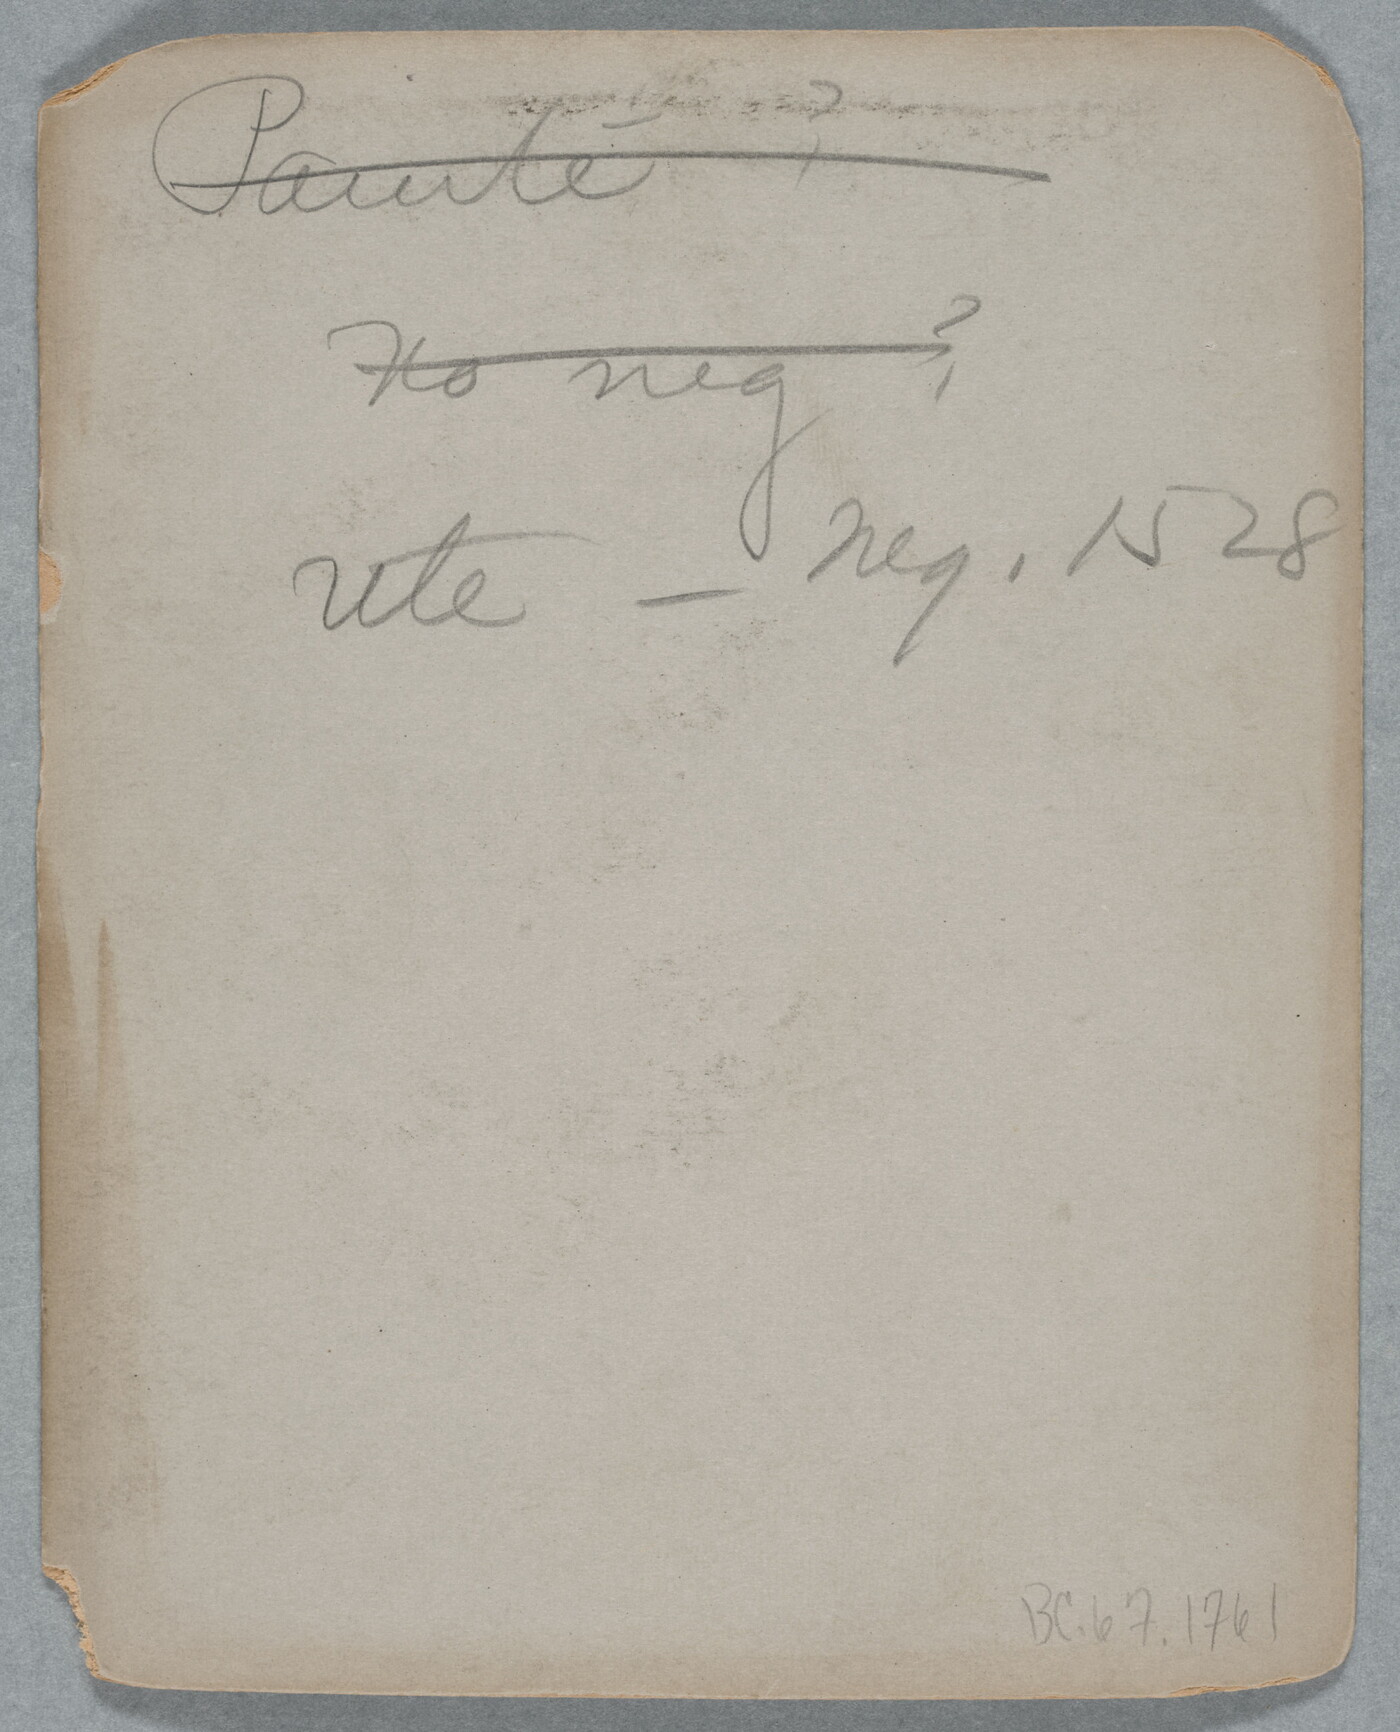 Paiute ?
No neg ?
Ute — Neg. 1528
BC.67.1761